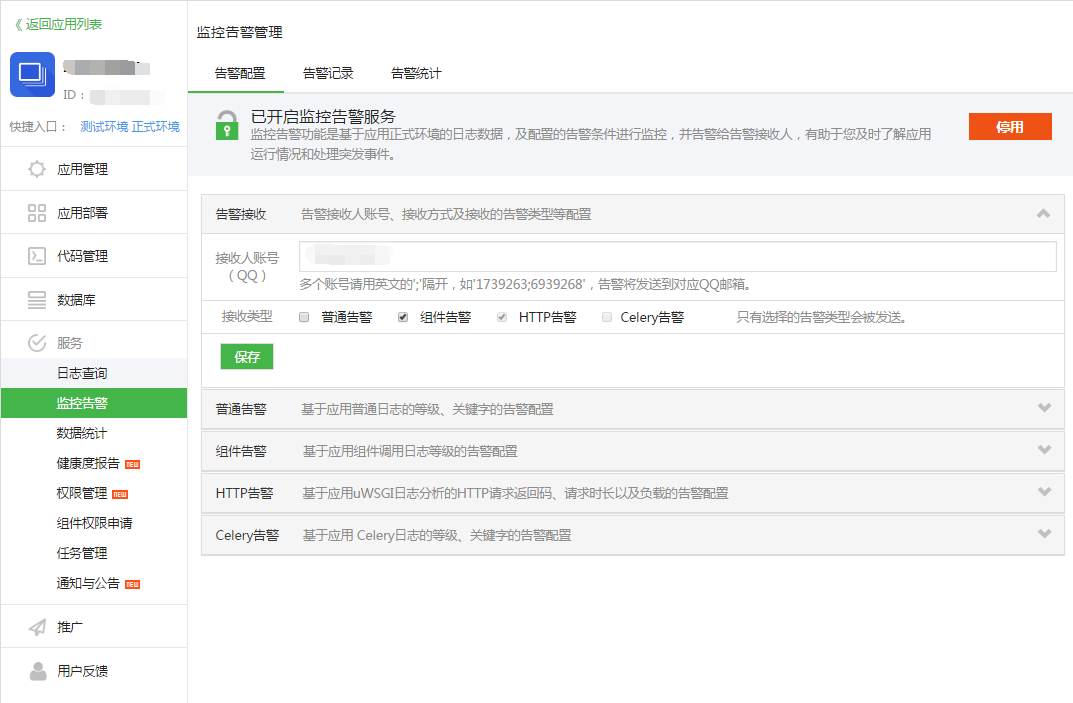 《 返回应用列表
ID：
快捷入口： 测试环境 正式环境
应用管理
应用部署
代码管理
数据库
服务
日志查询
监控告警
数据统计
健康度报告 NEW
权限管理 NEW
组件权限申请
任务管理
通知与公告 NEW
推广
用户反馈
监控告警管理
告警配置 告警记录 告警统计
已开启监控告警服务
监控告警功能是基于应用正式环境的日志数据，及配置的告警条件进行监控，并告警给告警接收人，有助于您及时了解应用
运行情况和处理突发事件。
停用
告警接收 告警接收人账号、接收方式及接收的告警类型等配置
接收人账号
（QQ）
多个账号请用英文的';'隔开，如'1739263;6939268'，告警将发送到对应QQ邮箱。
接收类型 普通告警 组件告警 HTTP告警 Celery告警 只有选择的告警类型会被发送。
保存
普通告警 基于应用普通日志的等级、关键字的告警配置
组件告警 基于应用组件调用日志等级的告警配置
HTTP告警 基于应用uWSGI日志分析的HTTP请求返回码、请求时长以及负载的告警配置
Celery告警 基于应用 Celery日志的等级、关键字的告警配置